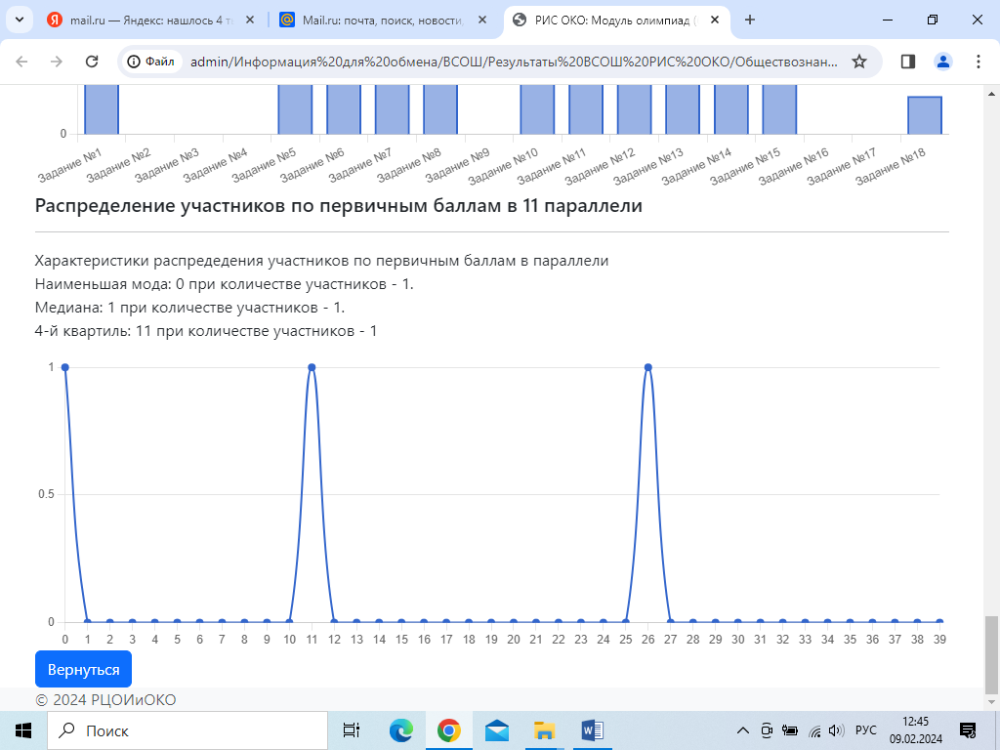 mail.ru — Яндекс: нашлось 4 т
Mail.ru: почта, поиск, новости,
РИС ОКО: Модуль олимпиад (
Файл
admin/Информация%20для%20обмена/ВСОШ/Результаты%20ВСОШ%20РИС%20ОКО/Обществознан...
0
Задание №1 Задание №2 Задание №3 Задание №4 Задание №5 Задание №6 Задание №7 Задание №8 Задание №9 Задание №10 Задание №11 Задание №12 Задание №13 Задание №14 Задание №15 Задание №16 Задание №17 Задание №18
Распределение участников по первичным баллам в 11 параллели
Характеристики распредедения участников по первичным баллам в параллели
Наименьшая мода: 0 при количестве участников - 1.
Медиана: 1 при количестве участников - 1.
4-й квартиль: 11 при количестве участников - 1
1
0.5
0
0 1 2 3 4 5 6 7 8 9 10 11 12 13 14 15 16 17 18 19 20 21 22 23 24 25 26 27 28 29 30 31 32 33 34 35 36 37 38 39
Вернуться
© 2024 РЦОИиОКО
Поиск
РУС
12:45
09.02.2024